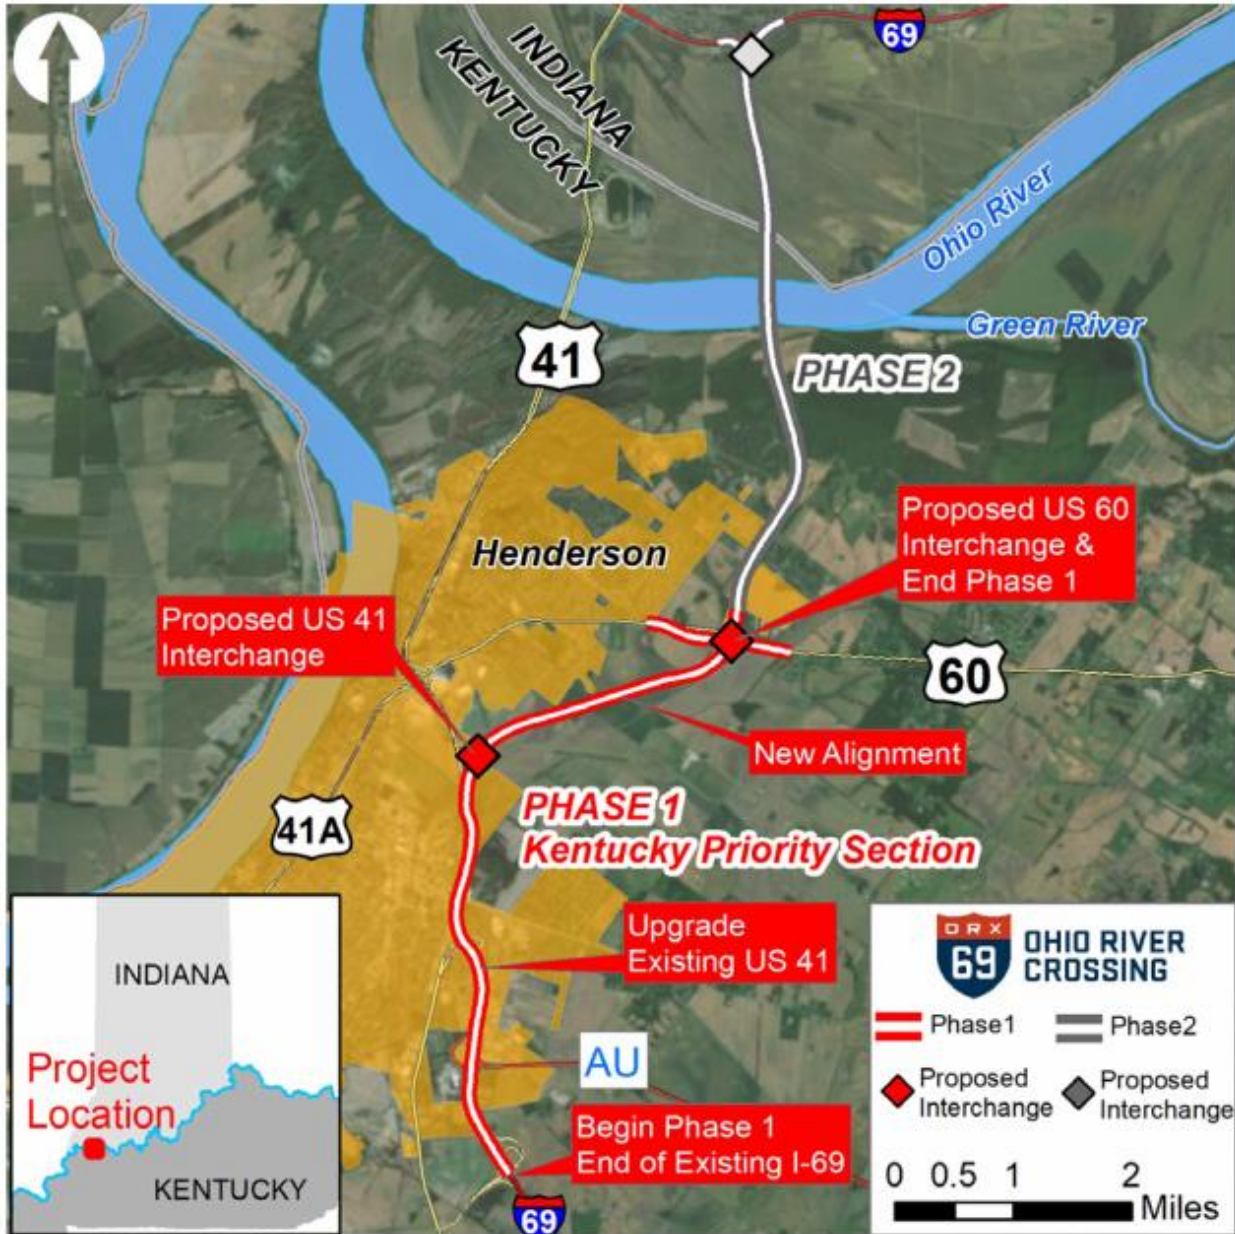 INDIANA
KENTUCKY
69
Ohio River
Green River
41
PHASE 2
Proposed US 60
Interchange &
End Phase 1
Henderson
Proposed US 41
Interchange
60
New Alignment
41A
PHASE 1
Kentucky Priority Section
Upgrade
Existing US 41
AU
Begin Phase 1
End of Existing I-69
69
INDIANA
Project
Location
KENTUCKY
ORX
69
OHIO RIVER
CROSSING
Phase1
Phase2
Proposed
Interchange
Proposed
Interchange
0 0.5 1 2
Miles